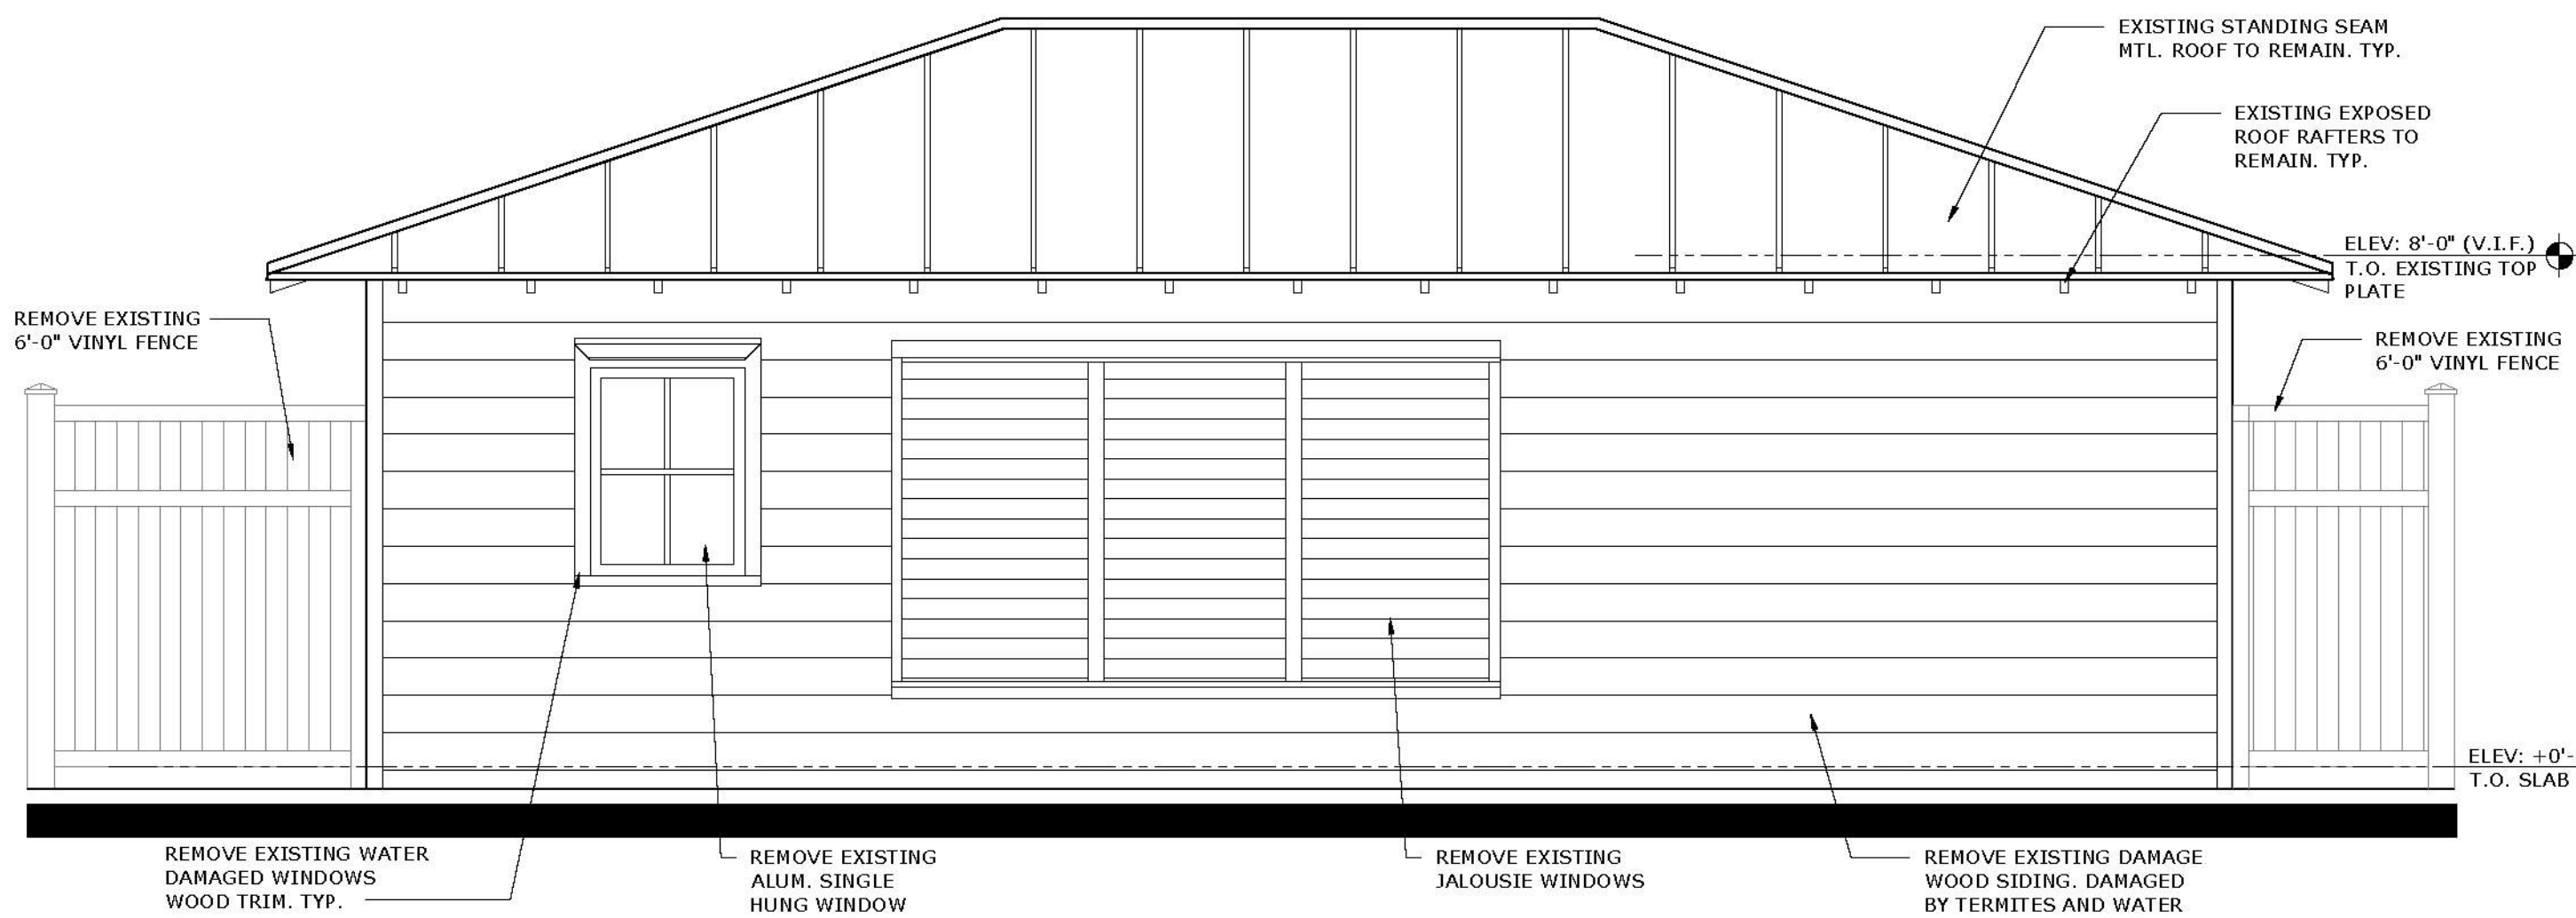 EXISTING STANDING SEAM
MTL. ROOF TO REMAIN. TYP.
EXISTING EXPOSED
ROOF RAFTERS TO
REMAIN. TYP.
ELEV: 8'-0" (V.I.F.)
T.O. EXISTING TOP
PLATE
REMOVE EXISTING
6'-0" VINYL FENCE
REMOVE EXISTING
6'-0" VINYL FENCE
ELEV: +0'-
T.O. SLAB
REMOVE EXISTING WATER
DAMAGED WINDOWS
WOOD TRIM. TYP.
REMOVE EXISTING
ALUM. SINGLE
HUNG WINDOW
REMOVE EXISTING
JALOUSIE WINDOWS
REMOVE EXISTING DAMAGE
WOOD SIDING. DAMAGED
BY TERMITES AND WATER